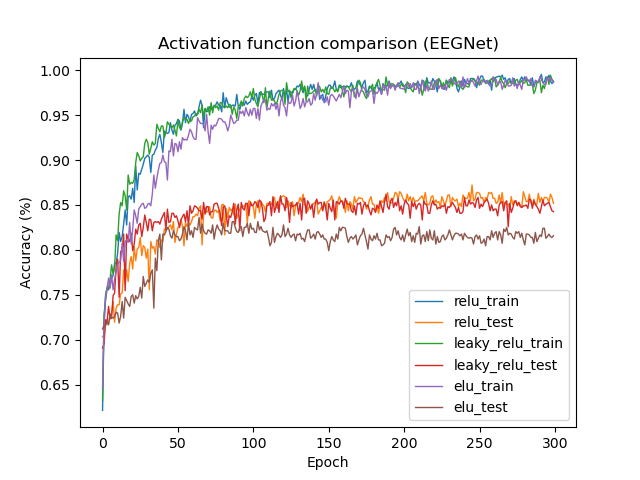 Activation function comparison (EEGNet)
Accuracy (%)
1.00
0.95
0.90
0.85
0.80
0.75
0.70
0.65
relu_train
relu_test
leaky_relu_train
leaky_relu_test
elu_train
elu_test
0 50 100 150 200 250 300
Epoch